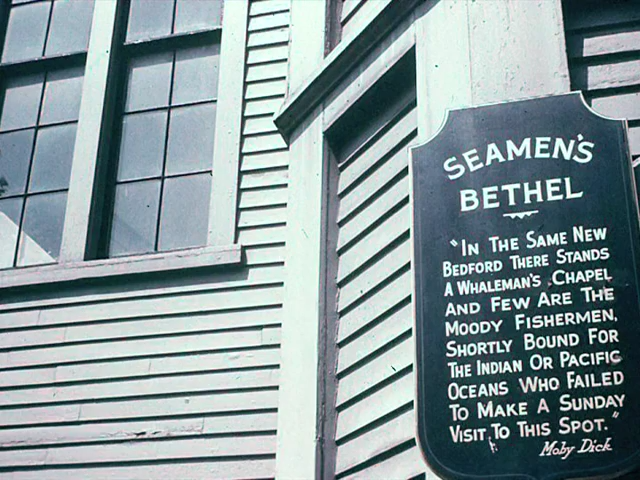 SEAMEN'S
BETHEL
"IN THE SAME NEW
BEDFORD THERE STANDS
A WHALEMAN'S CHAPEL
AND FEW ARE THE
MOODY FISHERMEN,
SHORTLY BOUND FOR
THE INDIAN OR PACIFIC
OCEANS WHO FAILED
TO MAKE A SUNDAY
VISIT TO THIS SPOT."
Moby Dick